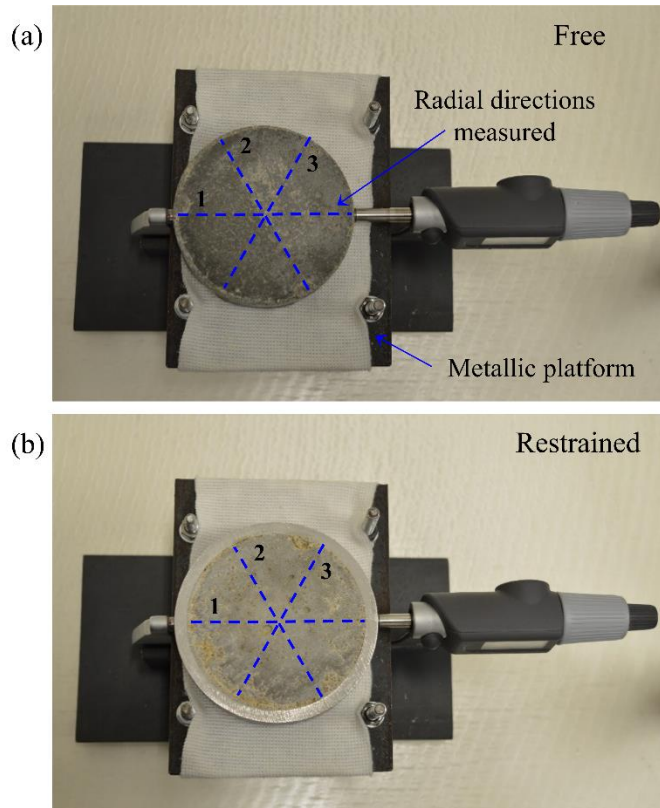 (a)
Free
Radial directions
measured
2
3
1
Metallic platform
(b)
Restrained
2
3
1